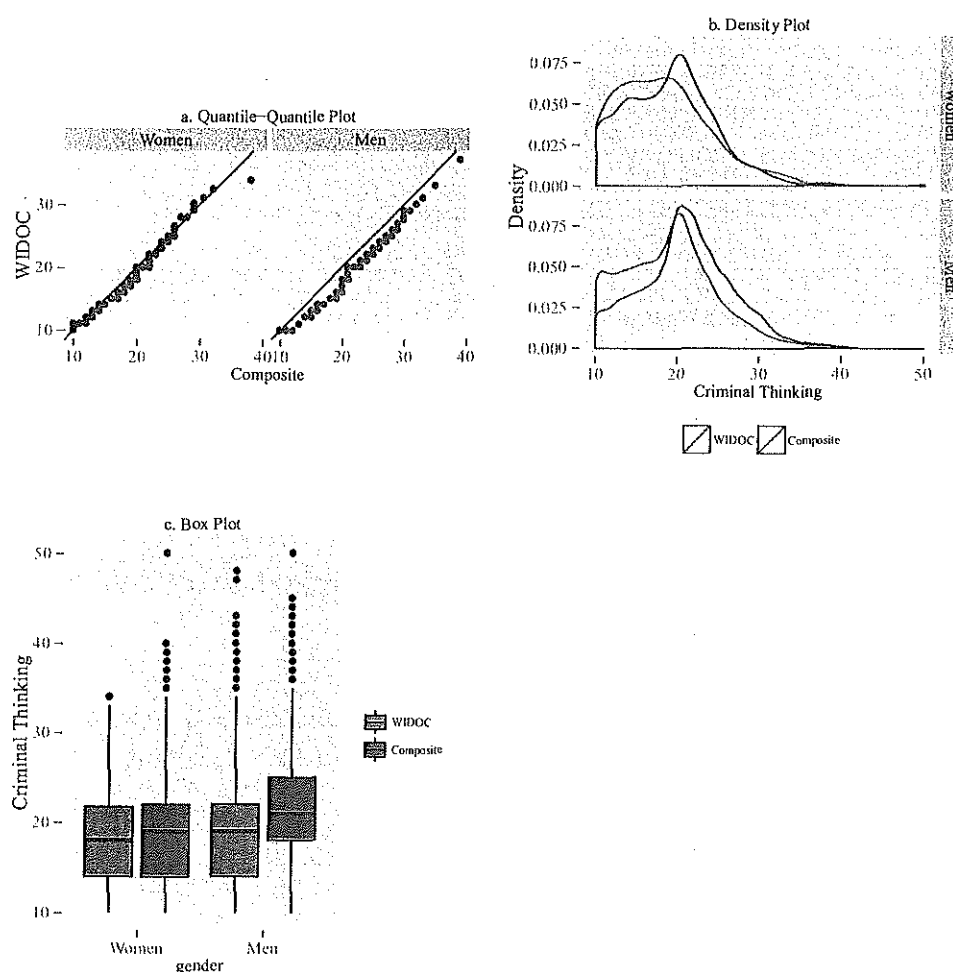 a. Quantile-Quantile Plot
Women Men
WIDOC
30
20
10
10 20 30 40 10 20 30 40
Composite
b. Density Plot
Density
0.075
0.050
0.025
0.000
Women
0.075
0.050
0.025
0.000
Men
10 20 30 40 50
Criminal Thinking
WIDOC Composite
c. Box Plot
Criminal Thinking
50
40
30
20
10
Women Men
gender
WIDOC
Composite